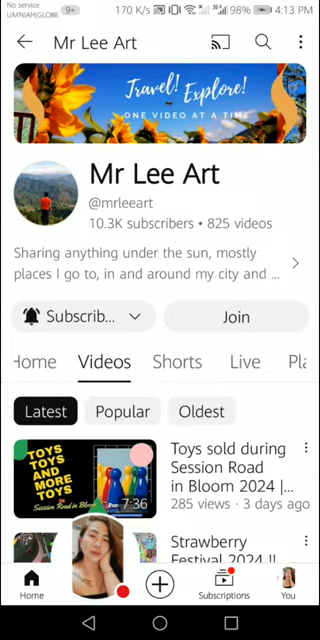 No service
UMNIAH|GLOBE
9+
170 K/s
98%
4:13 PM
Mr Lee Art
Travel! Explore!
ONE VIDEO AT A TIME
Mr Lee Art
@mrleeart
10.3K subscribers • 825 videos
Sharing anything under the sun, mostly
places I go to, in and around my city and ...
Subscrib...
Join
Home
Videos
Shorts
Live
Pla
Latest
Popular
Oldest
TOYS
TOYS
AND
MORE
TOYS
Session Road in Bloom
7:36
Toys sold during
Session Road
in Bloom 2024 |...
285 views · 3 days ago
Strawberry
Festival 2024 !!
Home
Subscriptions
You